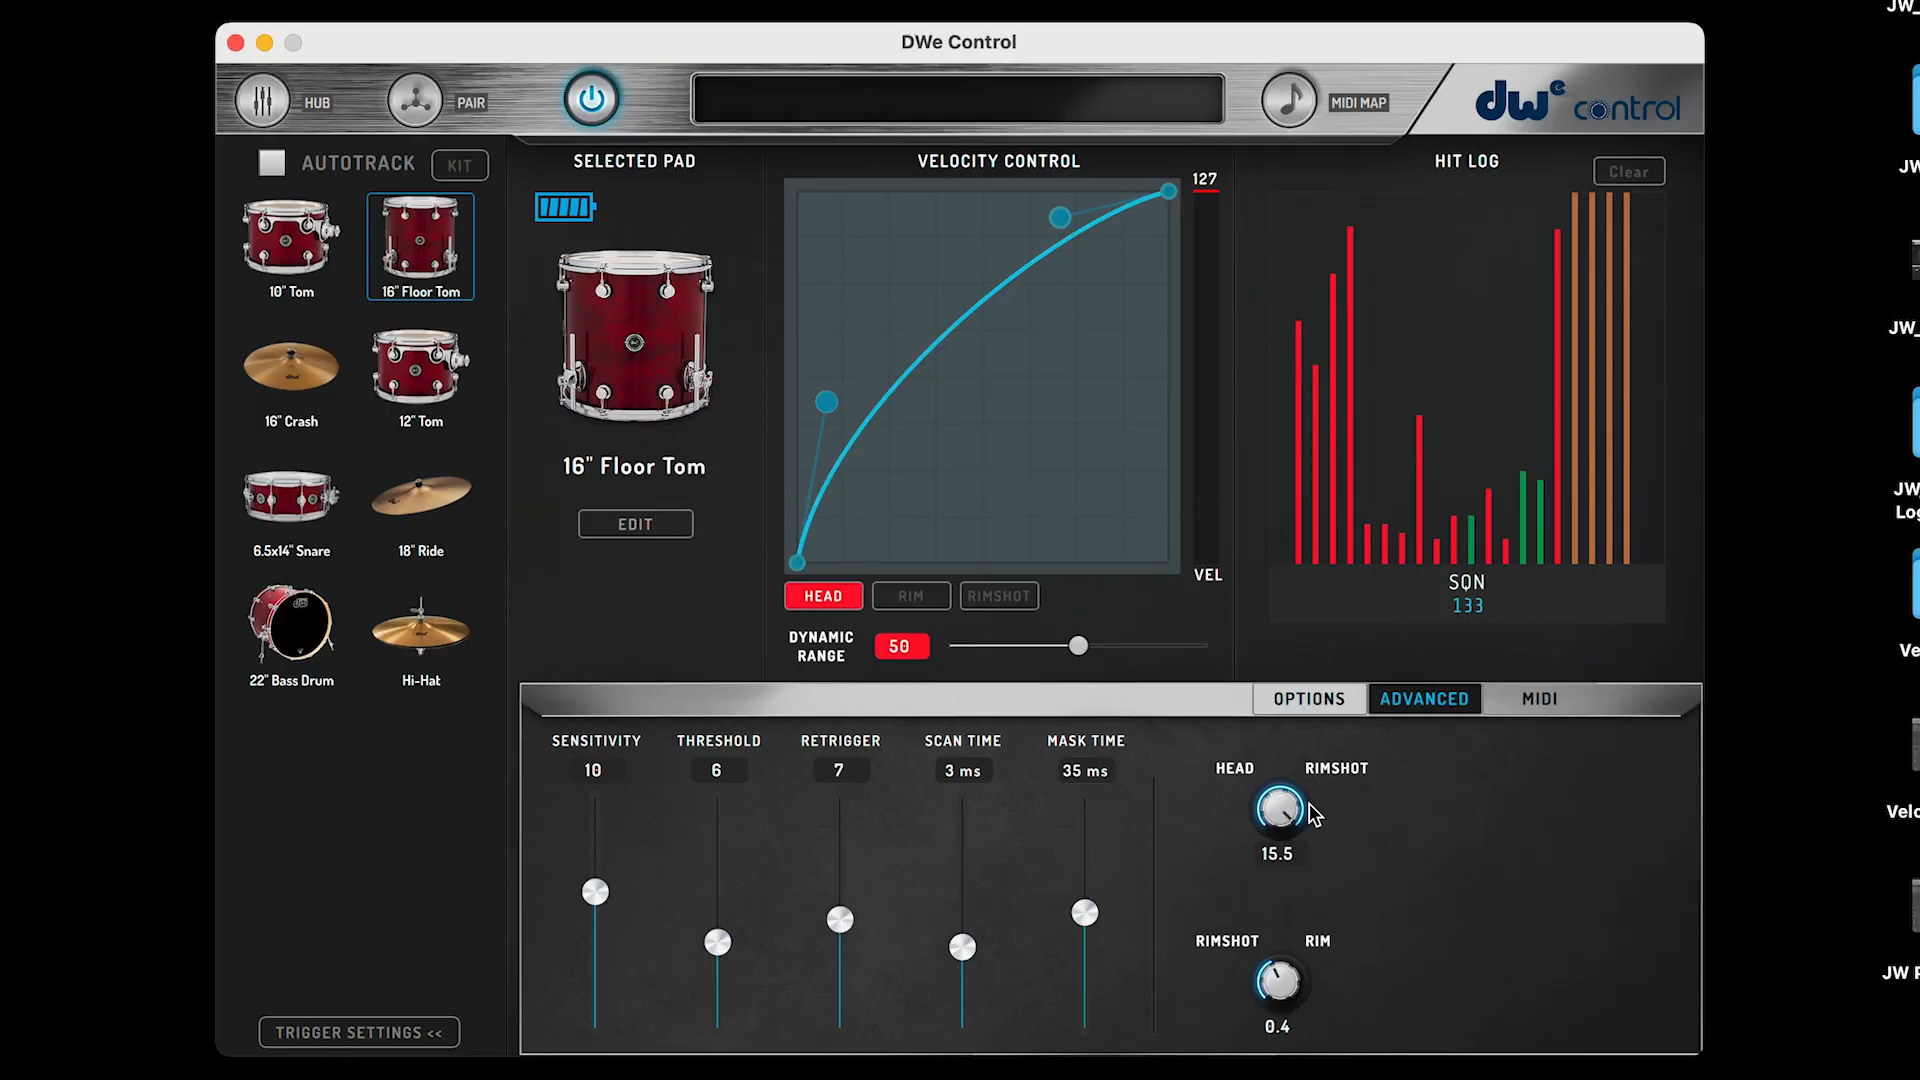 DWe Control
HUB
PAIR
MIDI MAP
dwe control
AUTOTRACK
KIT
10" Tom
16" Floor Tom
16" Crash
12" Tom
6.5x14" Snare
18" Ride
22" Bass Drum
Hi-Hat
TRIGGER SETTINGS <<
SELECTED PAD
16" Floor Tom
EDIT
VELOCITY CONTROL
127
VEL
HEAD
RIM
RIMSHOT
DYNAMIC
RANGE
50
HIT LOG
Clear
SQN
133
OPTIONS
ADVANCED
MIDI
SENSITIVITY
10
THRESHOLD
6
RETRIGGER
7
SCAN TIME
3 ms
MASK TIME
35 ms
HEAD
RIMSHOT
15.5
RIMSHOT
RIM
0.4
JW_
JW
JW_
JW
Log
Ve
Velo
JW P